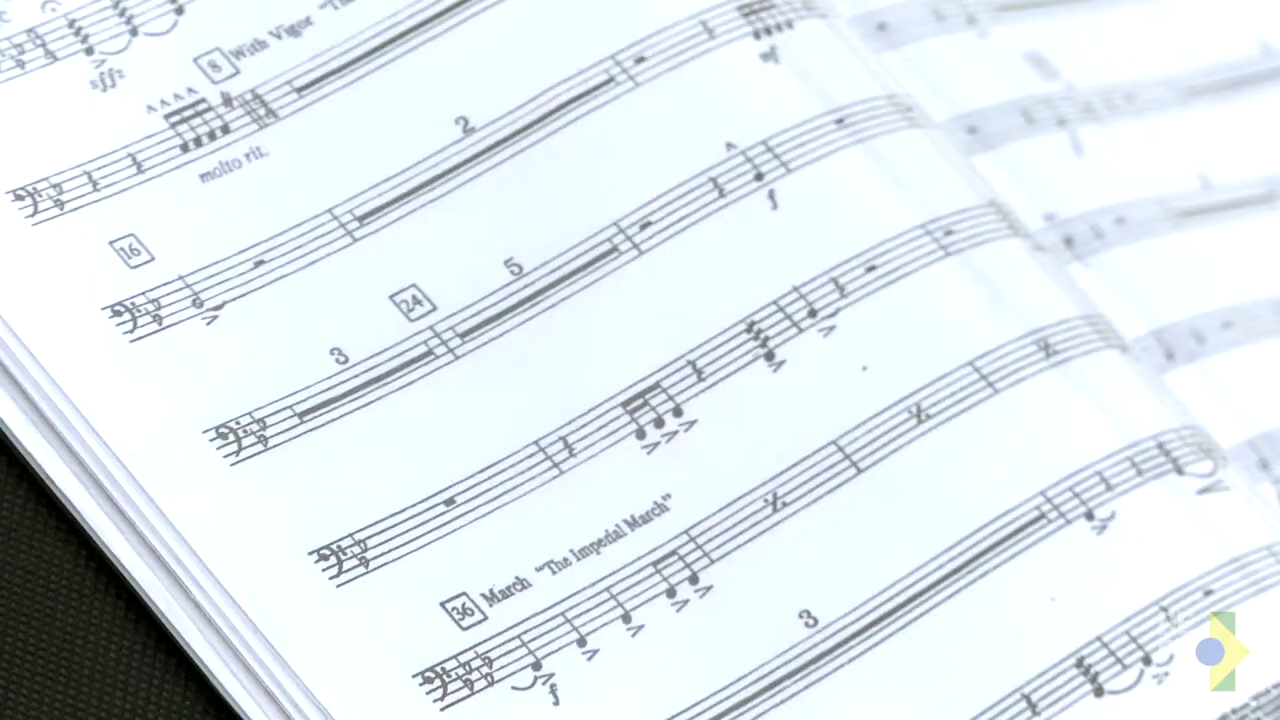 sffz
8 With Vigor
molto rit.
2
mf
16
3
24
5
f
36 March "The Imperial March"
f
3